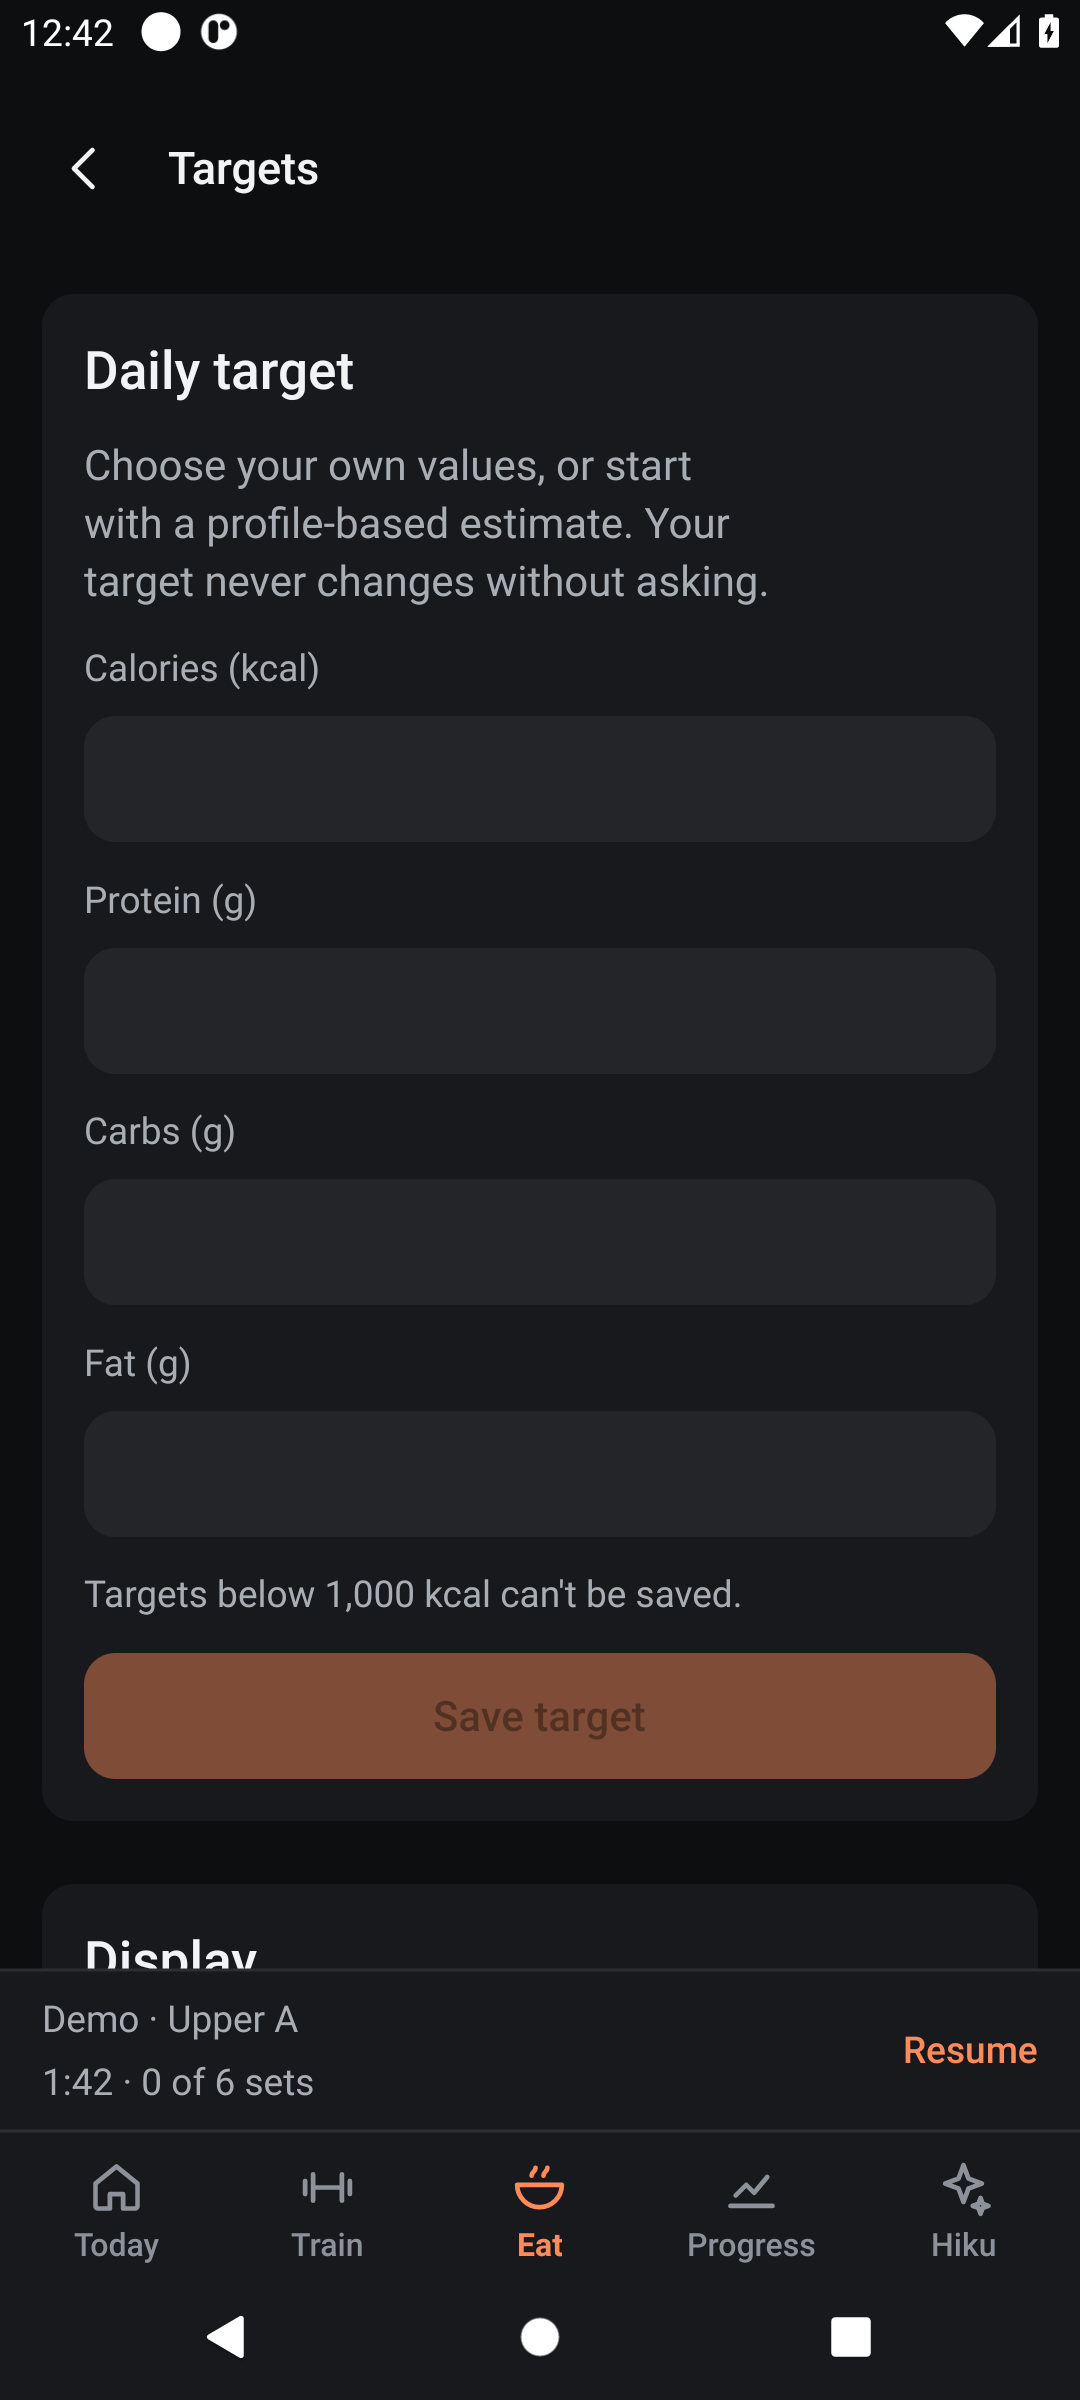 12:42
Targets
Daily target
Choose your own values, or start
with a profile-based estimate. Your
target never changes without asking.
Calories (kcal)
Protein (g)
Carbs (g)
Fat (g)
Targets below 1,000 kcal can't be saved.
Save target
Display
Demo · Upper A
Resume
1:42 · 0 of 6 sets
Today
Train
Eat
Progress
Hiku